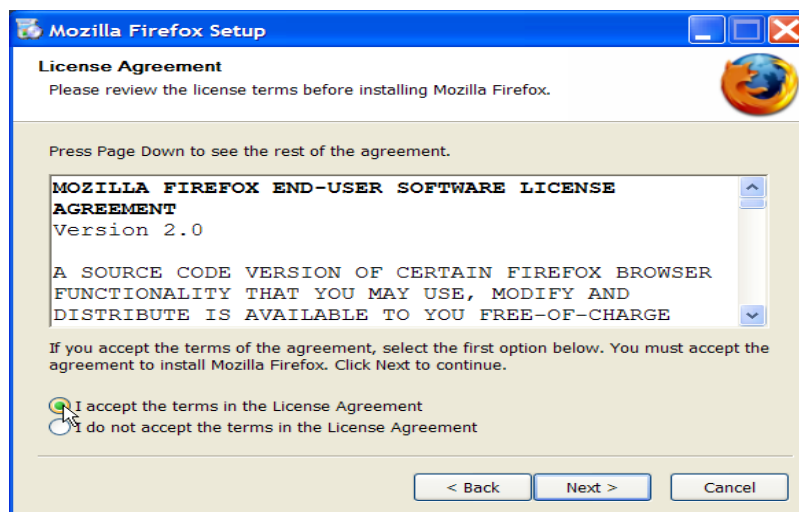 Mozilla Firefox Setup
License Agreement
Please review the license terms before installing Mozilla Firefox.
Press Page Down to see the rest of the agreement.
MOZILLA FIREFOX END-USER SOFTWARE LICENSE
AGREEMENT
Version 2.0
A SOURCE CODE VERSION OF CERTAIN FIREFOX BROWSER
FUNCTIONALITY THAT YOU MAY USE, MODIFY AND
DISTRIBUTE IS AVAILABLE TO YOU FREE-OF-CHARGE
If you accept the terms of the agreement, select the first option below. You must accept the
agreement to install Mozilla Firefox. Click Next to continue.
I accept the terms in the License Agreement
I do not accept the terms in the License Agreement
< Back Next > Cancel